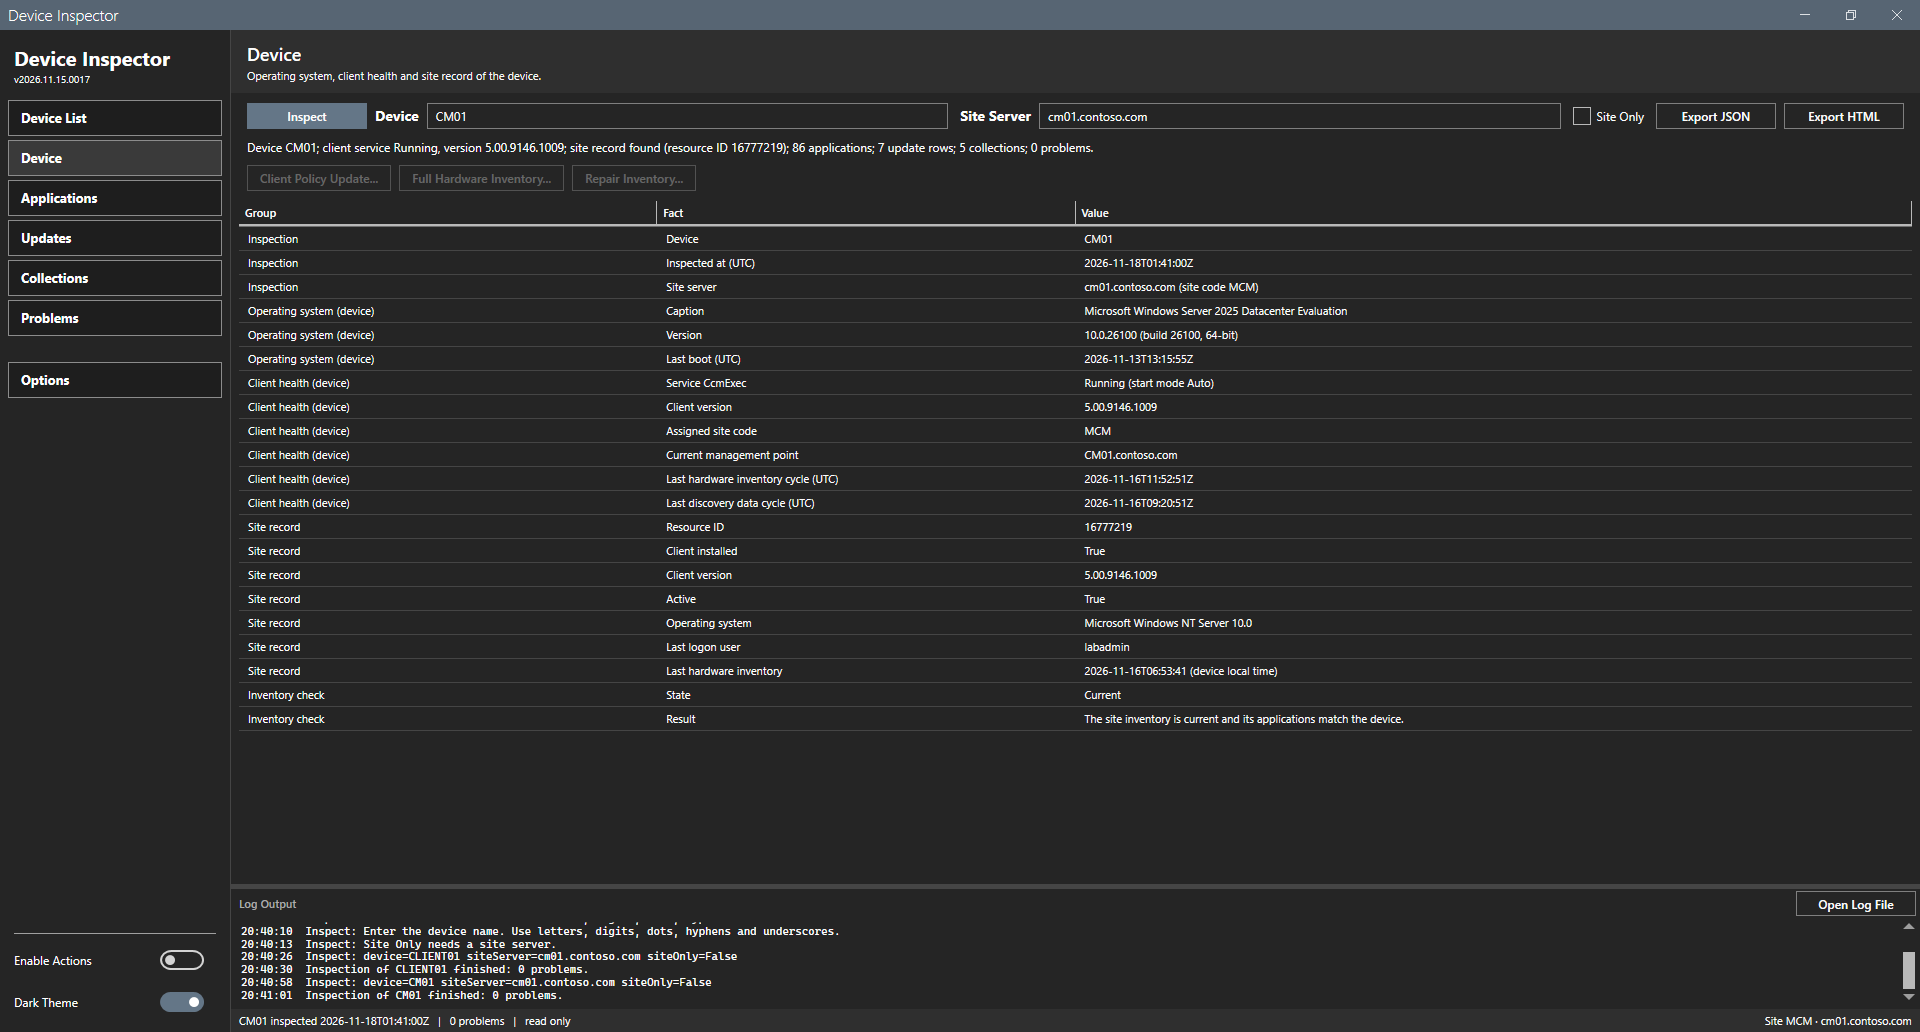 Device Inspector
Device Inspector
v2026.11.15.0017
Device List
Device
Applications
Updates
Collections
Problems
Options
Enable Actions
Dark Theme
Device
Operating system, client health and site record of the device.
Inspect Device CM01 Site Server cm01.contoso.com Site Only Export JSON Export HTML
Device CM01; client service Running, version 5.00.9146.1009; site record found (resource ID 16777219); 86 applications; 7 update rows; 5 collections; 0 problems.
Client Policy Update... Full Hardware Inventory... Repair Inventory...
Group Fact Value
Inspection Device CM01
Inspection Inspected at (UTC) 2026-11-18T01:41:00Z
Inspection Site server cm01.contoso.com (site code MCM)
Operating system (device) Caption Microsoft Windows Server 2025 Datacenter Evaluation
Operating system (device) Version 10.0.26100 (build 26100, 64-bit)
Operating system (device) Last boot (UTC) 2026-11-13T13:15:55Z
Client health (device) Service CcmExec Running (start mode Auto)
Client health (device) Client version 5.00.9146.1009
Client health (device) Assigned site code MCM
Client health (device) Current management point CM01.contoso.com
Client health (device) Last hardware inventory cycle (UTC) 2026-11-16T11:52:51Z
Client health (device) Last discovery data cycle (UTC) 2026-11-16T09:20:51Z
Site record Resource ID 16777219
Site record Client installed True
Site record Client version 5.00.9146.1009
Site record Active True
Site record Operating system Microsoft Windows NT Server 10.0
Site record Last logon user labadmin
Site record Last hardware inventory 2026-11-16T06:53:41 (device local time)
Inventory check State Current
Inventory check Result The site inventory is current and its applications match the device.
Log Output Open Log File
20:40:10 Inspect: Enter the device name. Use letters, digits, dots, hyphens and underscores.
20:40:13 Inspect: Site Only needs a site server.
20:40:26 Inspect: device=CLIENT01 siteServer=cm01.contoso.com siteOnly=False
20:40:30 Inspection of CLIENT01 finished: 0 problems.
20:40:58 Inspect: device=CM01 siteServer=cm01.contoso.com siteOnly=False
20:41:01 Inspection of CM01 finished: 0 problems.
CM01 inspected 2026-11-18T01:41:00Z | 0 problems | read only Site MCM · cm01.contoso.com